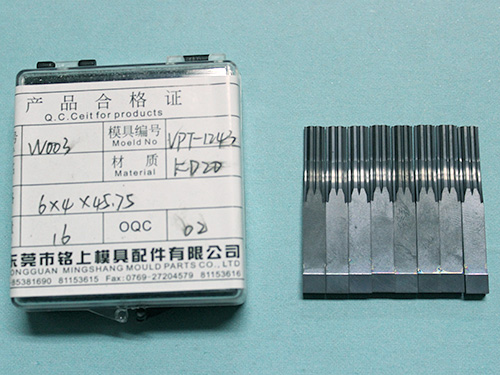 产品合格证
Q.C.Ceit for products
W003
模具编号
Moeld No
VPT-1243
材 质
Material
KD20
6×4×45.75
16
OQC
02
东莞市铭上模具配件有限公司
ONGGUAN MINGSHANG MOULD PARTS CO., LTD
85381690 81153615 Fax:0769-27204579 81153616